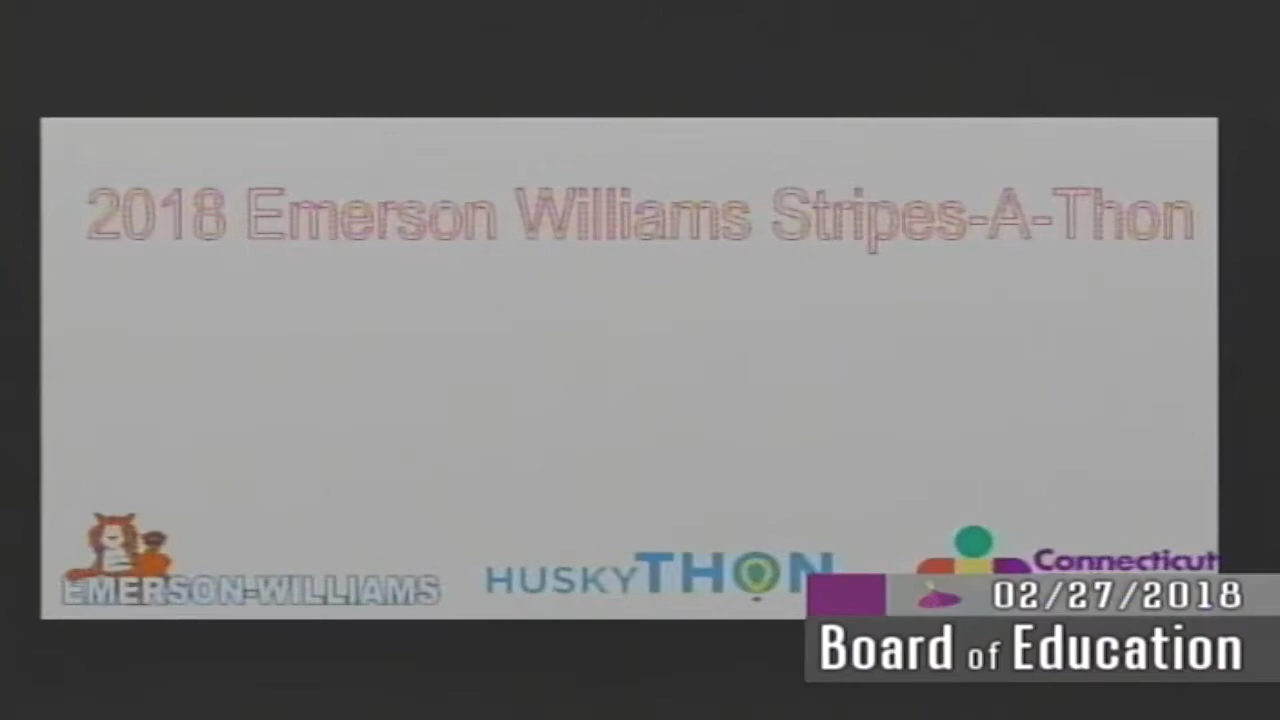 2018 Emerson Williams Stripes-A-Thon
EMERSON-WILLIAMS
HUSKYTHON
Connecticut
02/27/2018
Board of Education